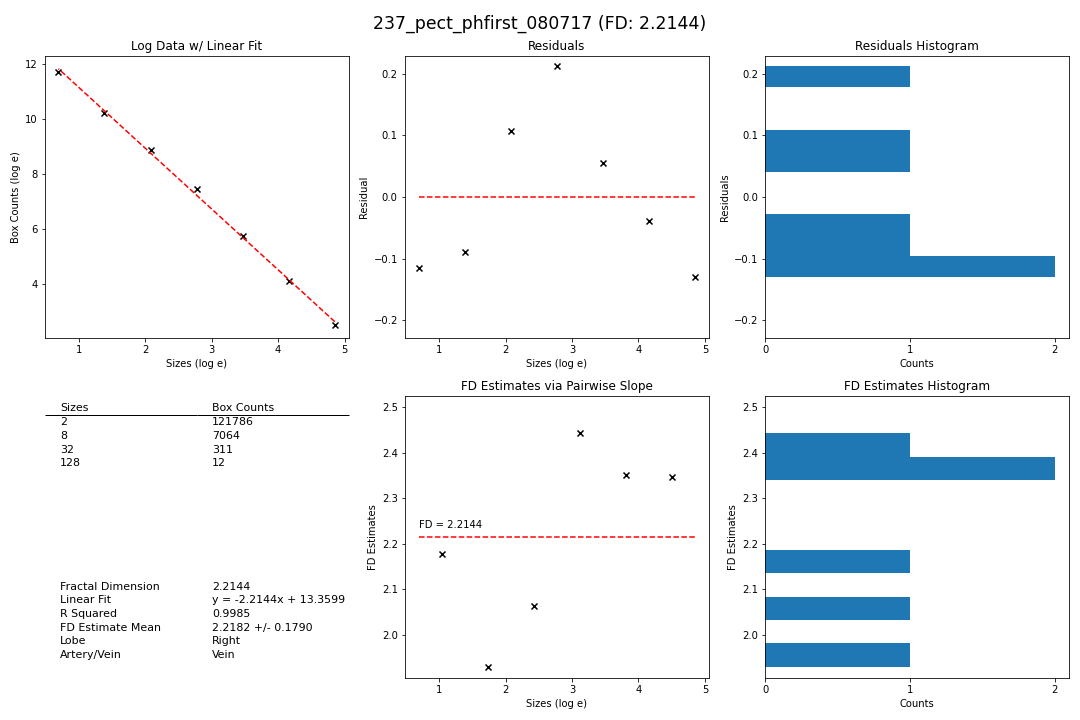 237_pect_phfirst_080717 (FD: 2.2144)
Log Data w/ Linear Fit
12
10
8
6
4
Box Counts (log e)
1 2 3 4 5
Sizes (log e)
Residuals
0.2
0.1
0.0
−0.1
−0.2
Residual
1 2 3 4 5
Sizes (log e)
Residuals Histogram
0.2
0.1
0.0
−0.1
−0.2
Residuals
0 1 2
Counts
Sizes Box Counts
2 121786
8 7064
32 311
128 12
Fractal Dimension 2.2144
Linear Fit y = -2.2144x + 13.3599
R Squared 0.9985
FD Estimate Mean 2.2182 +/- 0.1790
Lobe Right
Artery/Vein Vein
FD Estimates via Pairwise Slope
2.5
2.4
2.3
2.2
2.1
2.0
FD Estimates
FD = 2.2144
1 2 3 4 5
Sizes (log e)
FD Estimates Histogram
2.5
2.4
2.3
2.2
2.1
2.0
FD Estimates
0 1 2
Counts